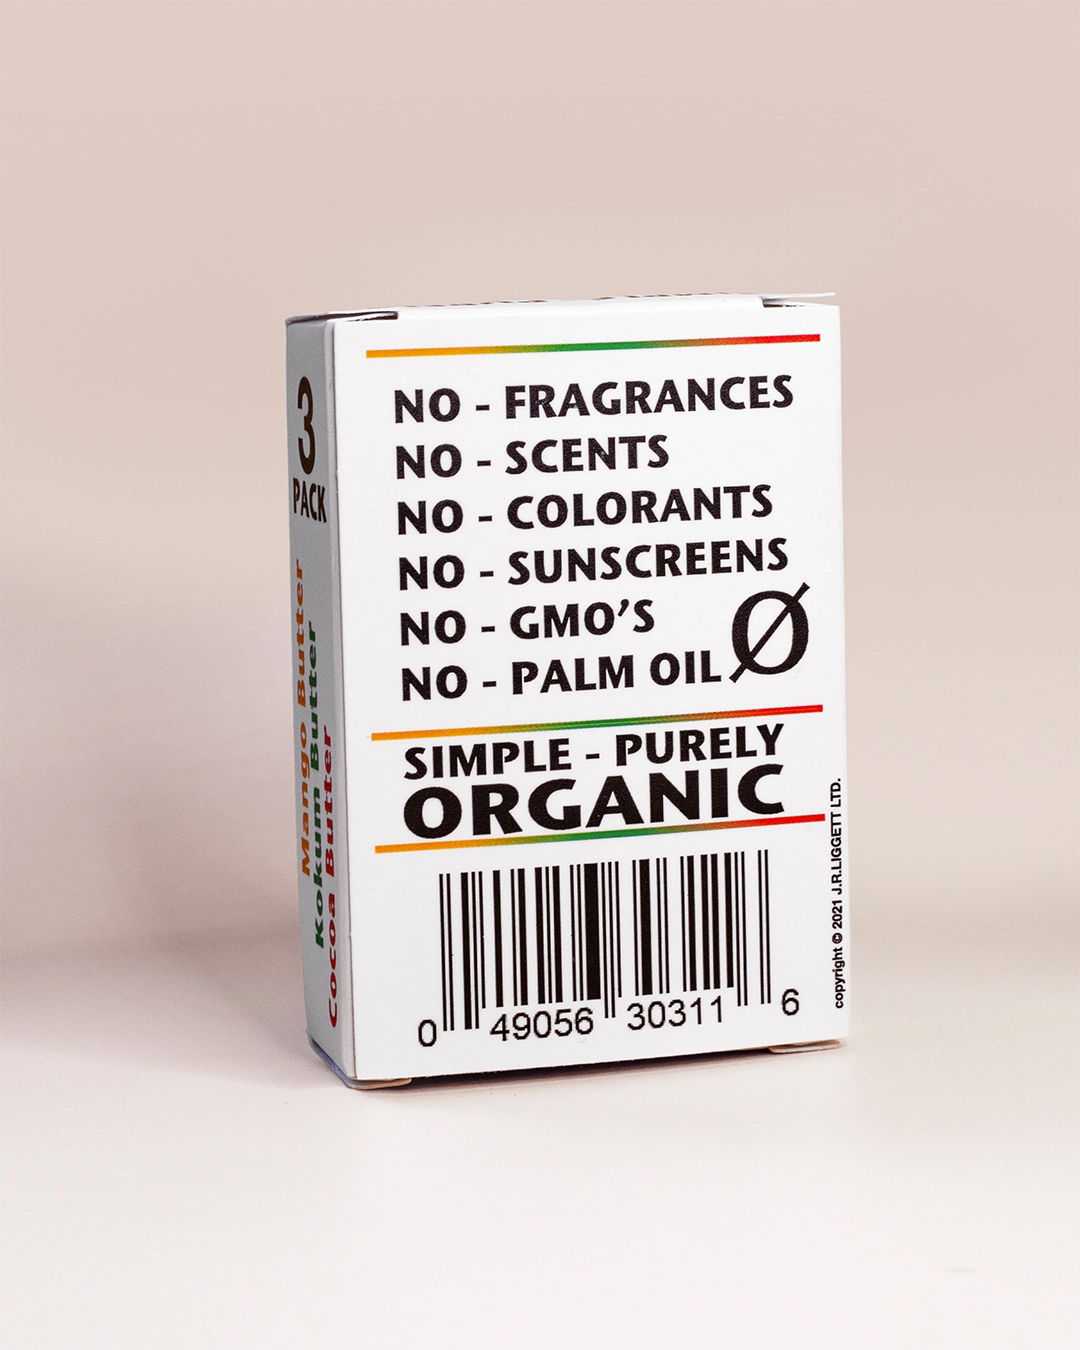 3
PACK
Mango Butter
Kokum Butter
Cocoa Butter
NO - FRAGRANCES
NO - SCENTS
NO - COLORANTS
NO - SUNSCREENS
NO - GMO'S
NO - PALM OIL
Ø
SIMPLE - PURELY
ORGANIC
0 49056 30311 6
copyright © 2021 J.R.LIGGETT LTD.